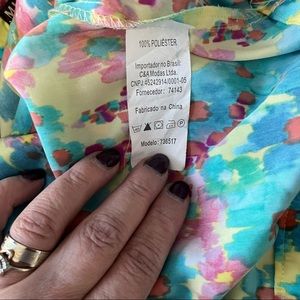 100% POLIÉSTER
Importador no Brasil:
C&A Modas Ltda.
CNPJ 45242914/0001-05
Fornecedor: 74143
Fabricado na China
Modelo: 736517